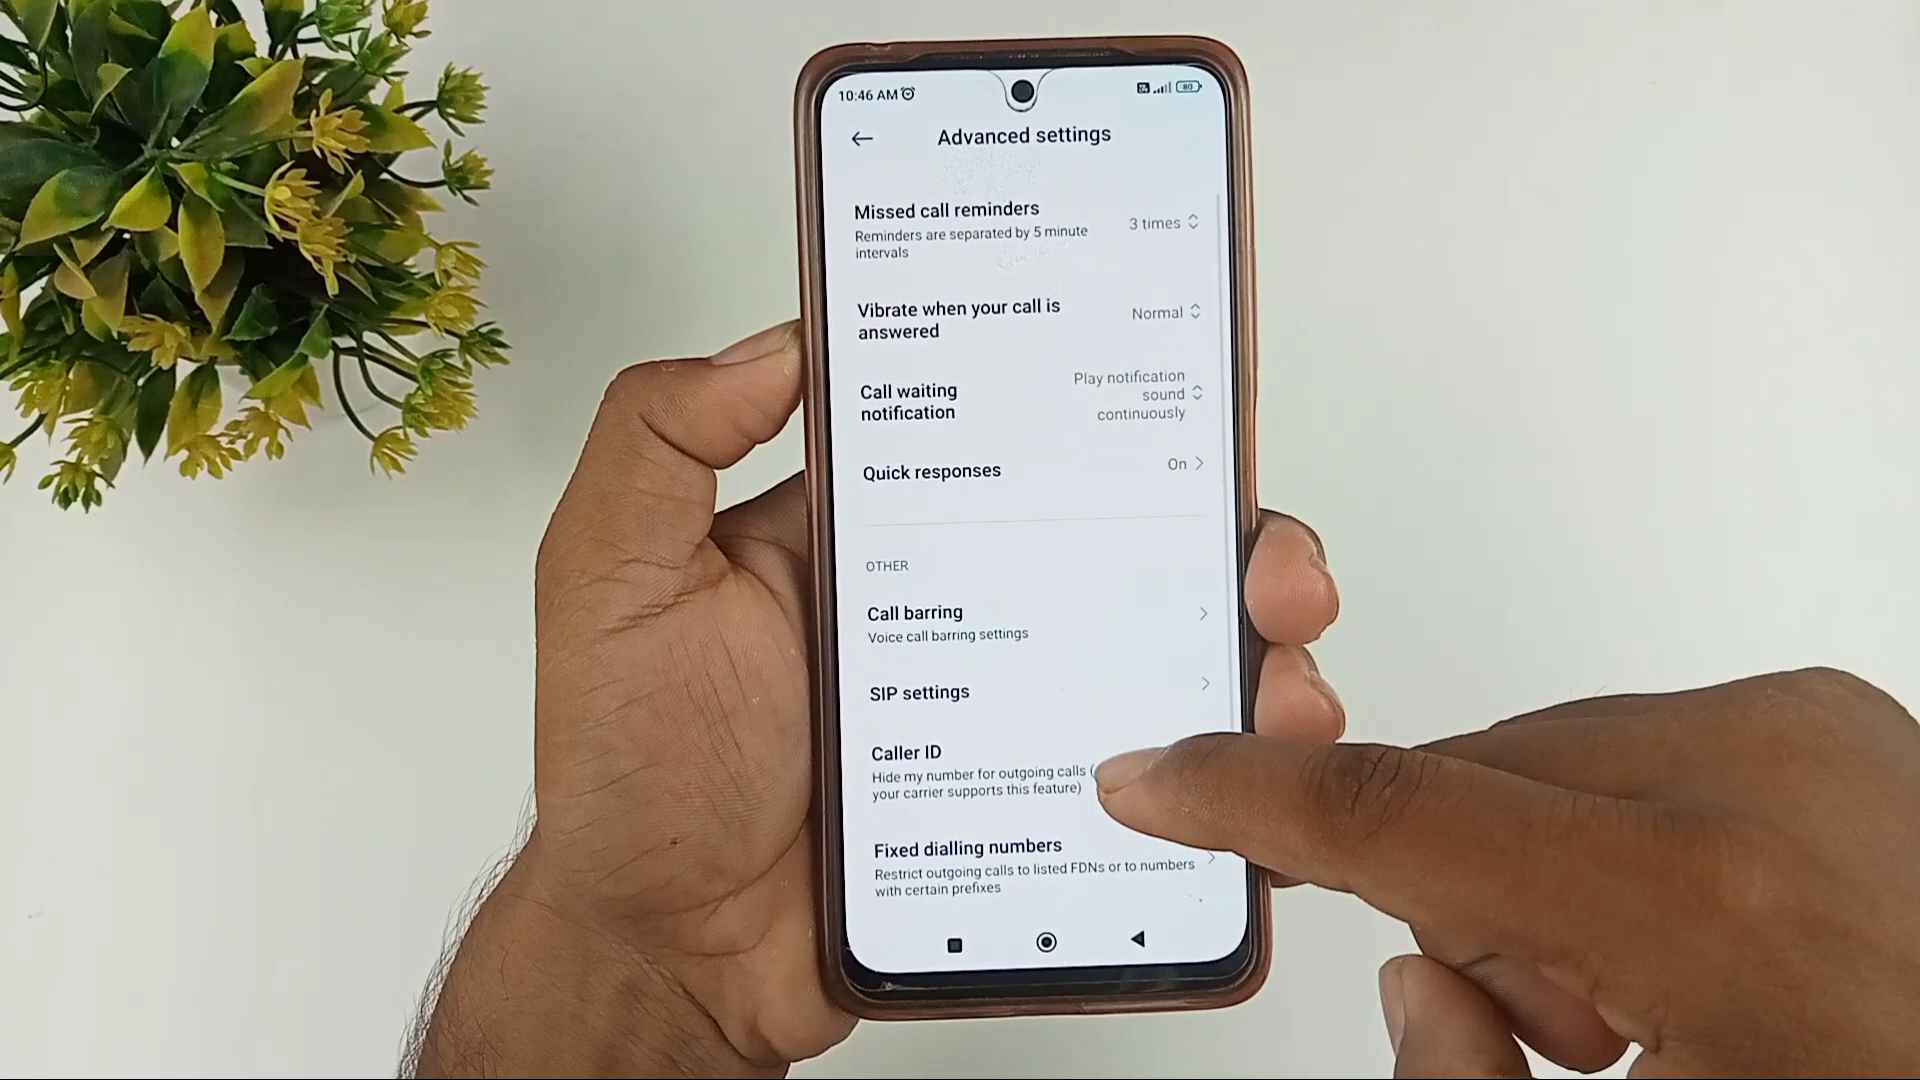 10:46 AM
80
Advanced settings
Missed call reminders
Reminders are separated by 5 minute
intervals
3 times
Vibrate when your call is
answered
Normal
Call waiting
notification
Play notification
sound
continuously
Quick responses
On
OTHER
Call barring
Voice call barring settings
SIP settings
Caller ID
Hide my number for outgoing calls (
your carrier supports this feature)
Fixed dialling numbers
Restrict outgoing calls to listed FDNs or to numbers
with certain prefixes